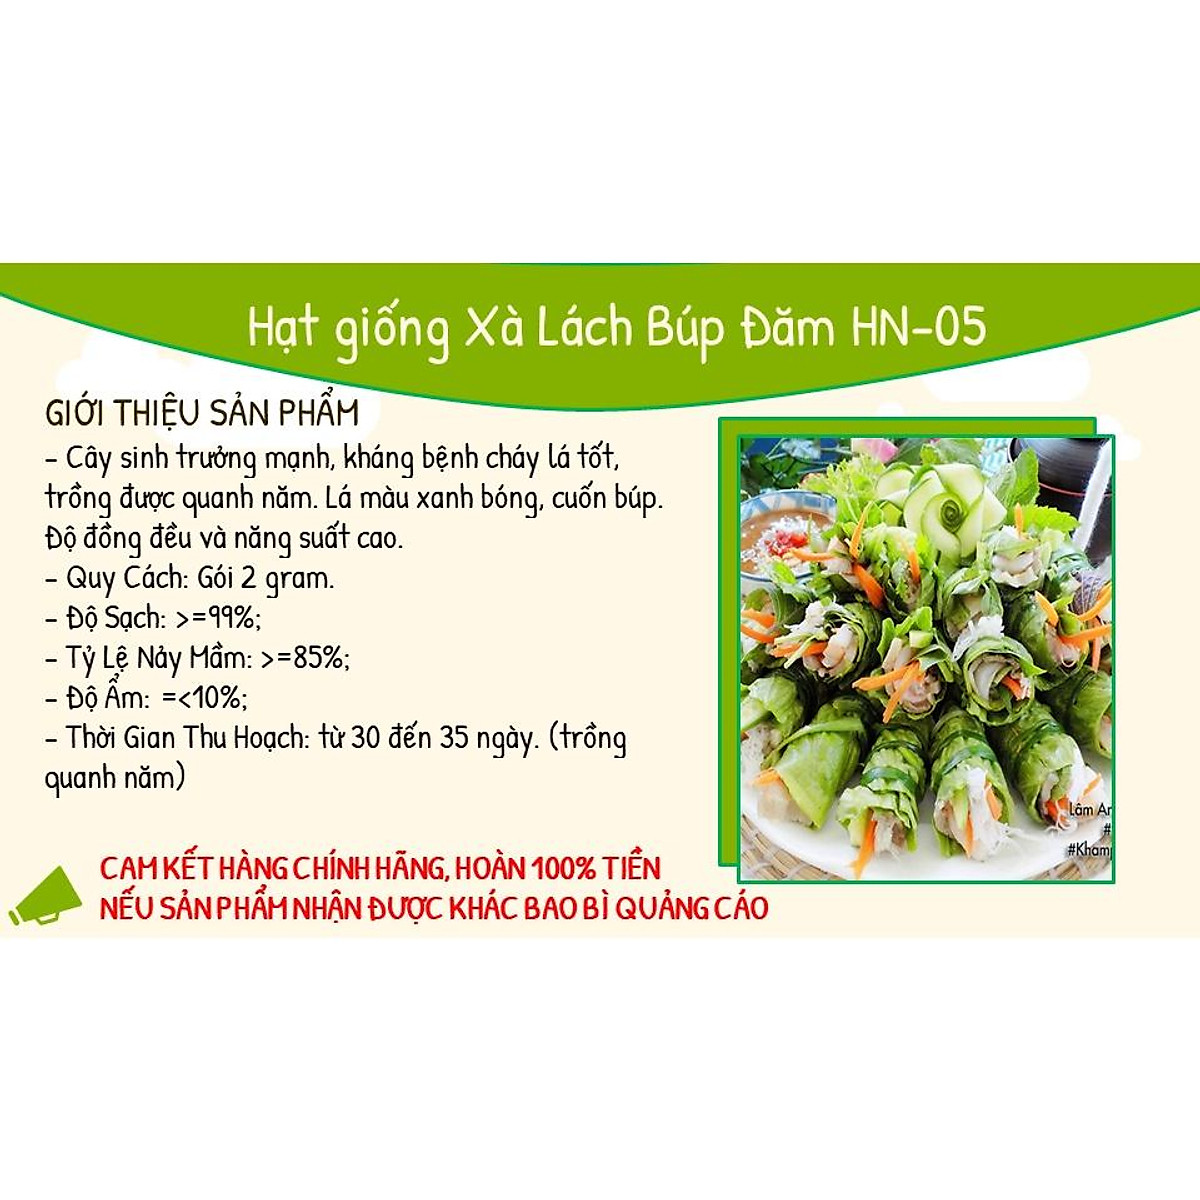 Hạt giống Xà Lách Búp Đăm HN-05
GIỚI THIỆU SẢN PHẨM
- Cây sinh trưởng mạnh, kháng bệnh cháy lá tốt,
trồng được quanh năm. Lá màu xanh bóng, cuốn búp.
Độ đồng đều và năng suất cao.
- Quy Cách: Gói 2 gram.
- Độ Sạch: >=99%;
- Tỷ Lệ Nảy Mầm: >=85%;
- Độ Ẩm: =<10%;
- Thời Gian Thu Hoạch: từ 30 đến 35 ngày. (trồng
quanh năm)
CAM KẾT HÀNG CHÍNH HÃNG, HOÀN 100% TIỀN
NẾU SẢN PHẨM NHẬN ĐƯỢC KHÁC BAO BÌ QUẢNG CÁO
Lâm An
#
#Khamp